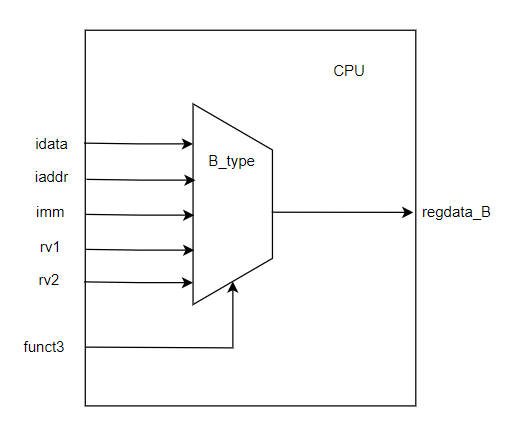 CPU
idata
B_type
iaddr
imm
regdata_B
rv1
rv2
funct3